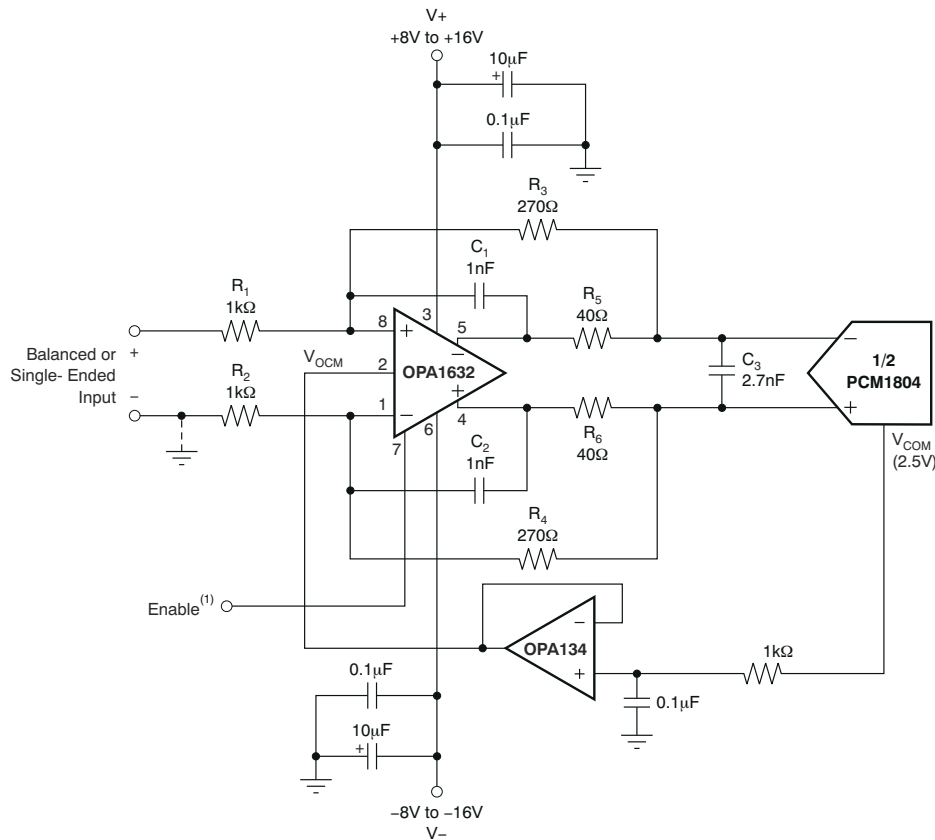 V+
+8V to +16V
10μF
+
0.1μF
R3
270Ω
C1
1nF
R1
1kΩ
R5
40Ω
3
8
+
5
−
Balanced or
Single- Ended
Input
+
−
VOCM
2
OPA1632
C3
2.7nF
−
1/2
PCM1804
+
R2
1kΩ
1
−
+
4
6
7
C2
1nF
R6
40Ω
VCOM
(2.5V)
R4
270Ω
Enable(1)
−
OPA134
+
1kΩ
0.1μF
0.1μF
10μF
+
−8V to −16V
V−